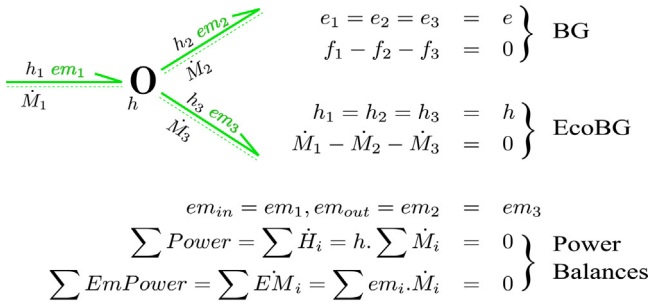 e₁ = e₂ = e₃ = e
f₁ − f₂ − f₃ = 0
} BG
h₁ em₁
Ṁ₁
O
h
h₂ em₂
Ṁ₂
h₃ em₃
Ṁ₃
h₁ = h₂ = h₃ = h
Ṁ₁ − Ṁ₂ − Ṁ₃ = 0
} EcoBG
emᵢₙ = em₁, emₒᵤₜ = em₂ = em₃
∑ Power = ∑ Ḣᵢ = h. ∑ Ṁᵢ = 0
∑ EmPower = ∑ EṀᵢ = ∑ emᵢ.Ṁᵢ = 0
} Power
Balances